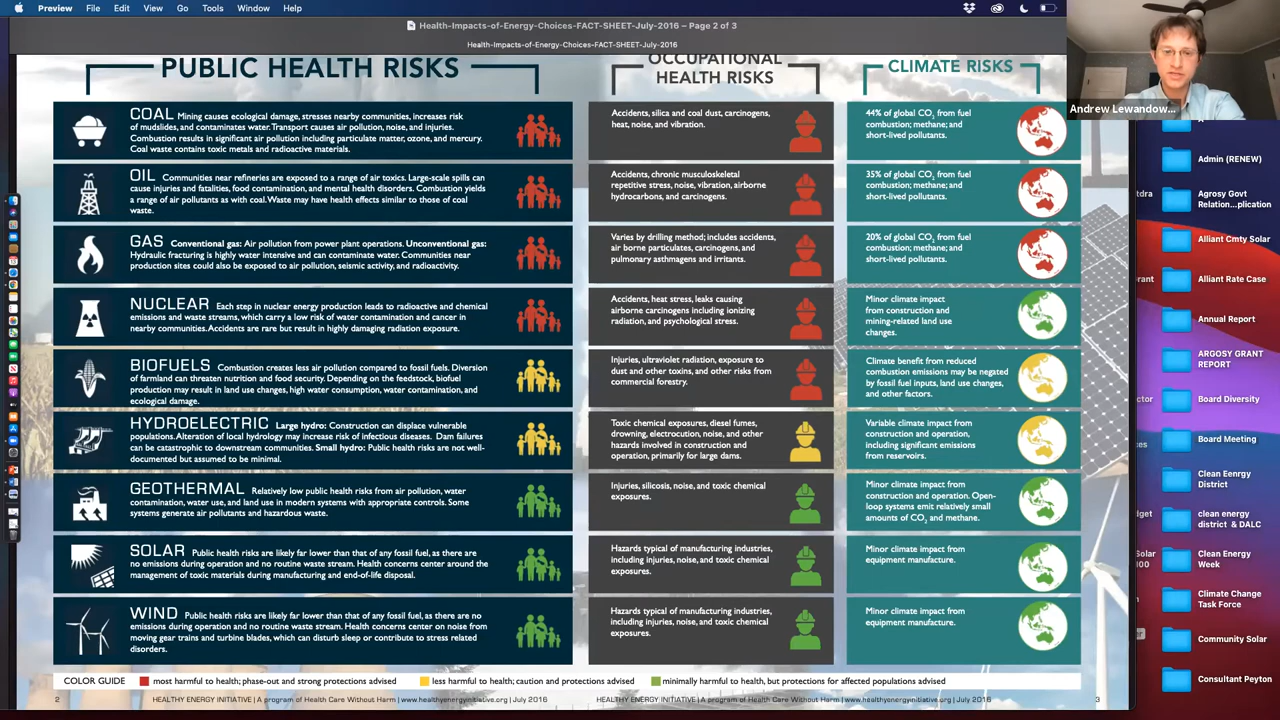 Preview File Edit View Go Tools Window Help
Health-Impacts-of-Energy-Choices-FACT-SHEET-July-2016 – Page 2 of 3
Health-Impacts-of-Energy-Choices-FACT-SHEET-July-2016
Andrew Lewandow...
PUBLIC HEALTH RISKS
OCCUPATIONAL
HEALTH RISKS
CLIMATE RISKS
COAL Mining causes ecological damage, stresses nearby communities, increases risk
of mudslides, and contaminates water. Transport causes air pollution, noise, and injuries.
Combustion results in significant air pollution including particulate matter, ozone, and mercury.
Coal waste contains toxic metals and radioactive materials.
Accidents, silica and coal dust, carcinogens,
heat, noise, and vibration.
44% of global CO2 from fuel
combustion; methane; and
short-lived pollutants.
OIL Communities near refineries are exposed to a range of air toxics. Large-scale spills can
cause injuries and fatalities, food contamination, and mental health disorders. Combustion yields
a range of air pollutants as with coal. Waste may have health effects similar to those of coal
waste.
Accidents, chronic musculoskeletal
repetitive stress, noise, vibration, airborne
hydrocarbons, and carcinogens.
35% of global CO2 from fuel
combustion; methane; and
short-lived pollutants.
GAS Conventional gas: Air pollution from power plant operations. Unconventional gas:
Hydraulic fracturing is highly water intensive and can contaminate water. Communities near
production sites could also be exposed to air pollution, seismic activity, and radioactivity.
Varies by drilling method; includes accidents,
air borne particulates, carcinogens, and
pulmonary asthmagens and irritants.
20% of global CO2 from fuel
combustion; methane; and
short-lived pollutants.
NUCLEAR Each step in nuclear energy production leads to radioactive and chemical
emissions and waste streams, which carry a low risk of water contamination and cancer in
nearby communities. Accidents are rare but result in highly damaging radiation exposure.
Accidents, heat stress, leaks causing
airborne carcinogens including ionizing
radiation, and psychological stress.
Minor climate impact
from construction and
mining-related land use
changes.
BIOFUELS Combustion creates less air pollution compared to fossil fuels. Diversion
of farmland can threaten nutrition and food security. Depending on the feedstock, biofuel
production may result in land use changes, high water consumption, water contamination, and
ecological damage.
Injuries, ultraviolet radiation, exposure to
dust and other toxins, and other risks from
commercial forestry.
Climate benefit from reduced
combustion emissions may be negated
by fossil fuel inputs, land use changes,
and other factors.
HYDROELECTRIC Large hydro: Construction can displace vulnerable
populations. Alteration of local hydrology may increase risk of infectious diseases. Dam failures
can be catastrophic to downstream communities. Small hydro: Public health risks are not well-
documented but assumed to be minimal.
Toxic chemical exposures, diesel fumes,
drowning, electrocution, noise, and other
hazards involved in construction and
operation, primarily for large dams.
Variable climate impact from
construction and operation,
including significant emissions
from reservoirs.
GEOTHERMAL Relatively low public health risks from air pollution, water
contamination, water use, and land use in modern systems with appropriate controls. Some
systems generate air pollutants and hazardous waste.
Injuries, silicosis, noise, and toxic chemical
exposures.
Minor climate impact from
construction and operation. Open-
loop systems emit relatively small
amounts of CO2 and methane.
SOLAR Public health risks are likely far lower than that of any fossil fuel, as there are
no emissions during operation and no routine waste stream. Health concerns center around the
management of toxic materials during manufacturing and end-of-life disposal.
Hazards typical of manufacturing industries,
including injuries, noise, and toxic chemical
exposures.
Minor climate impact from
equipment manufacture.
WIND Public health risks are likely far lower than that of any fossil fuel, as there are no
emissions during operation and no routine waste stream. Health concerns center on noise from
moving gear trains and turbine blades, which can disturb sleep or contribute to stress related
disorders.
Hazards typical of manufacturing industries,
including injuries, noise, and toxic chemical
exposures.
Minor climate impact from
equipment manufacture.
COLOR GUIDE most harmful to health; phase-out and strong protections advised less harmful to health; caution and protections advised minimally harmful to health, but protections for affected populations advised
2 HEALTHY ENERGY INITIATIVE | A program of Health Care Without Harm | www.healthyenergyinitiative.org | July 2016 HEALTHY ENERGY INITIATIVE | A program of Health Care Without Harm | www.healthyenergyinitiative.org | July 2016 3
Admin (RENEW)
Agrosy Govt
Relation...plication
Alliant Cmty Solar
Alliant Rate Case
Annual Report
ARGOSY GRANT
REPORT
Board Diversity
Board Meeting
Clean Eenrgy
District
clean energy
district & DALC
Clean Energy
Week
Climate Change
Task Force
Community Solar
Consultant Peyton